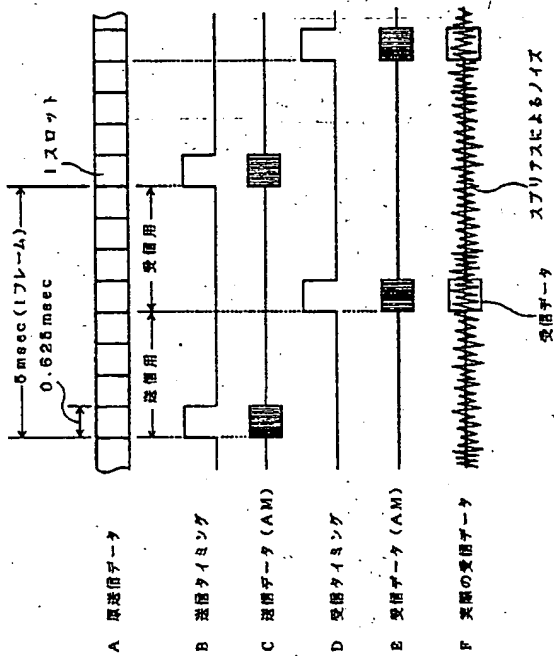 5msec(1フレーム)
0.625msec
1スロット
A 原送信データ
送信用
受信用
B 送信タイミング
C 送信データ(AM)
D 受信タイミング
E 受信データ(AM)
F 実際の受信データ
受信データ
スプリアスによるノイズ